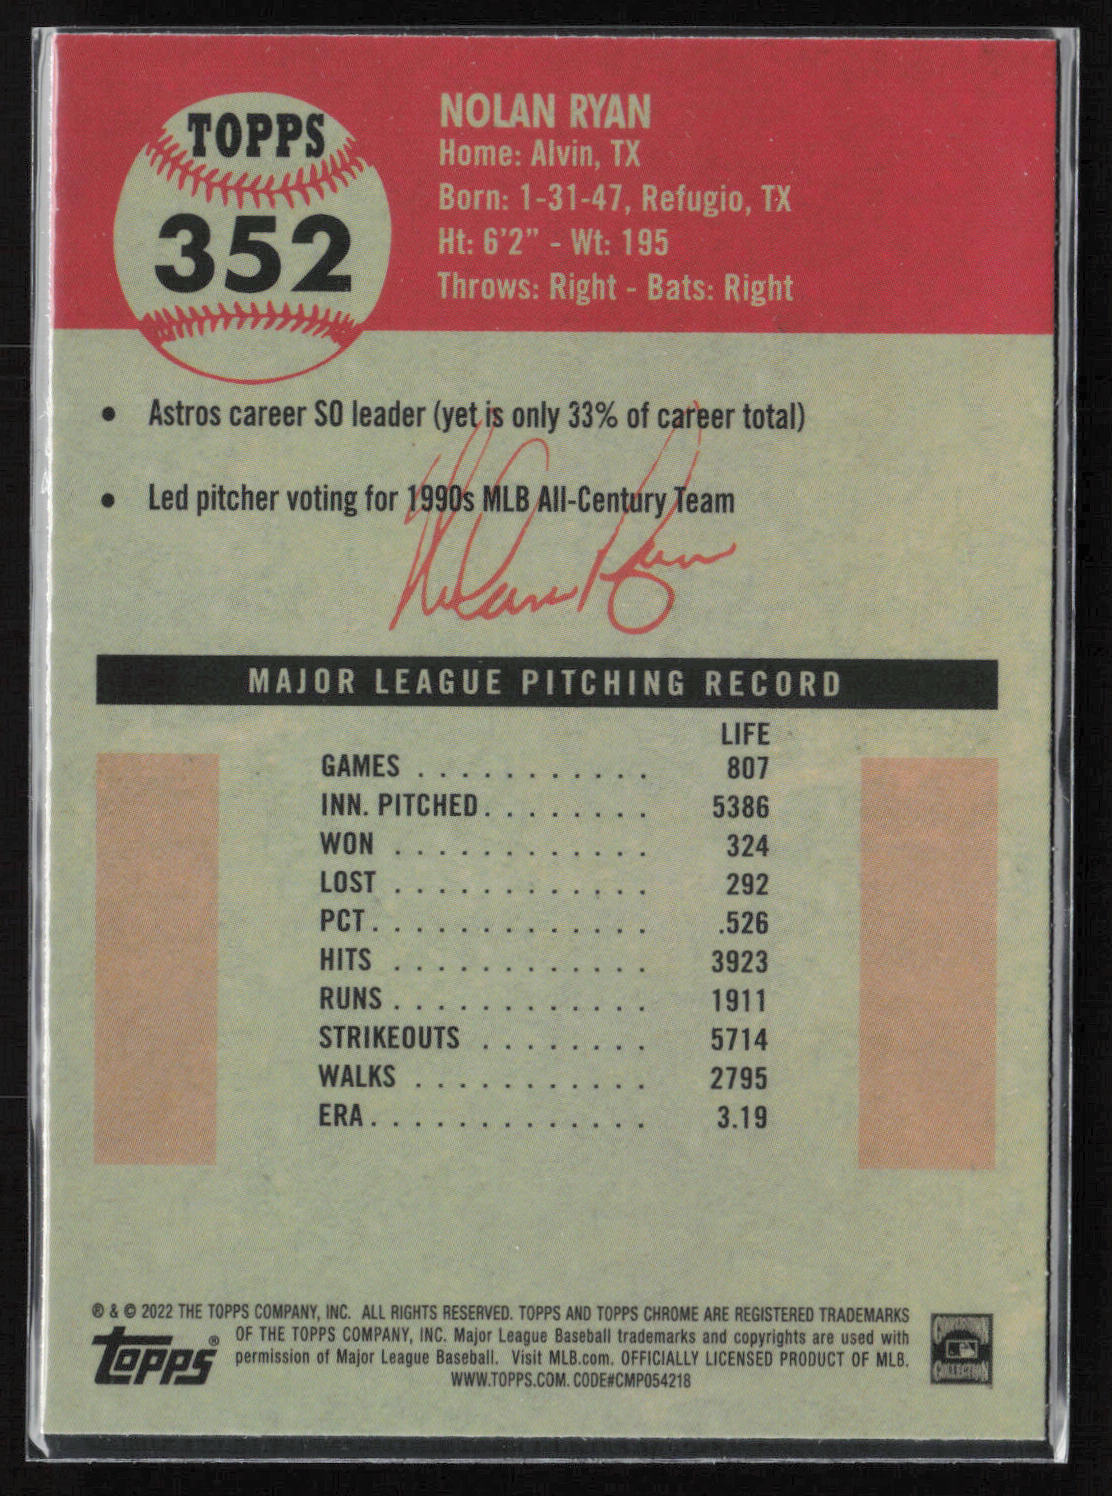 TOPPS
352
NOLAN RYAN
Home: Alvin, TX
Born: 1-31-47, Refugio, TX
Ht: 6'2" - Wt: 195
Throws: Right - Bats: Right
• Astros career SO leader (yet is only 33% of career total)
• Led pitcher voting for 1990s MLB All-Century Team
Nolan Ryan
MAJOR LEAGUE PITCHING RECORD
LIFE
GAMES . . . . . . . . . . . 807
INN. PITCHED. . . . . . . . 5386
WON . . . . . . . . . . . . 324
LOST . . . . . . . . . . . . 292
PCT. . . . . . . . . . . . . .526
HITS . . . . . . . . . . . . 3923
RUNS . . . . . . . . . . . . 1911
STRIKEOUTS . . . . . . . . 5714
WALKS . . . . . . . . . . . 2795
ERA. . . . . . . . . . . . . 3.19
® & © 2022 THE TOPPS COMPANY, INC. ALL RIGHTS RESERVED. TOPPS AND TOPPS CHROME ARE REGISTERED TRADEMARKS
OF THE TOPPS COMPANY, INC. Major League Baseball trademarks and copyrights are used with
permission of Major League Baseball. Visit MLB.com. OFFICIALLY LICENSED PRODUCT OF MLB.
WWW.TOPPS.COM. CODE#CMP054218
topps®
COOPERSTOWN
COLLECTION